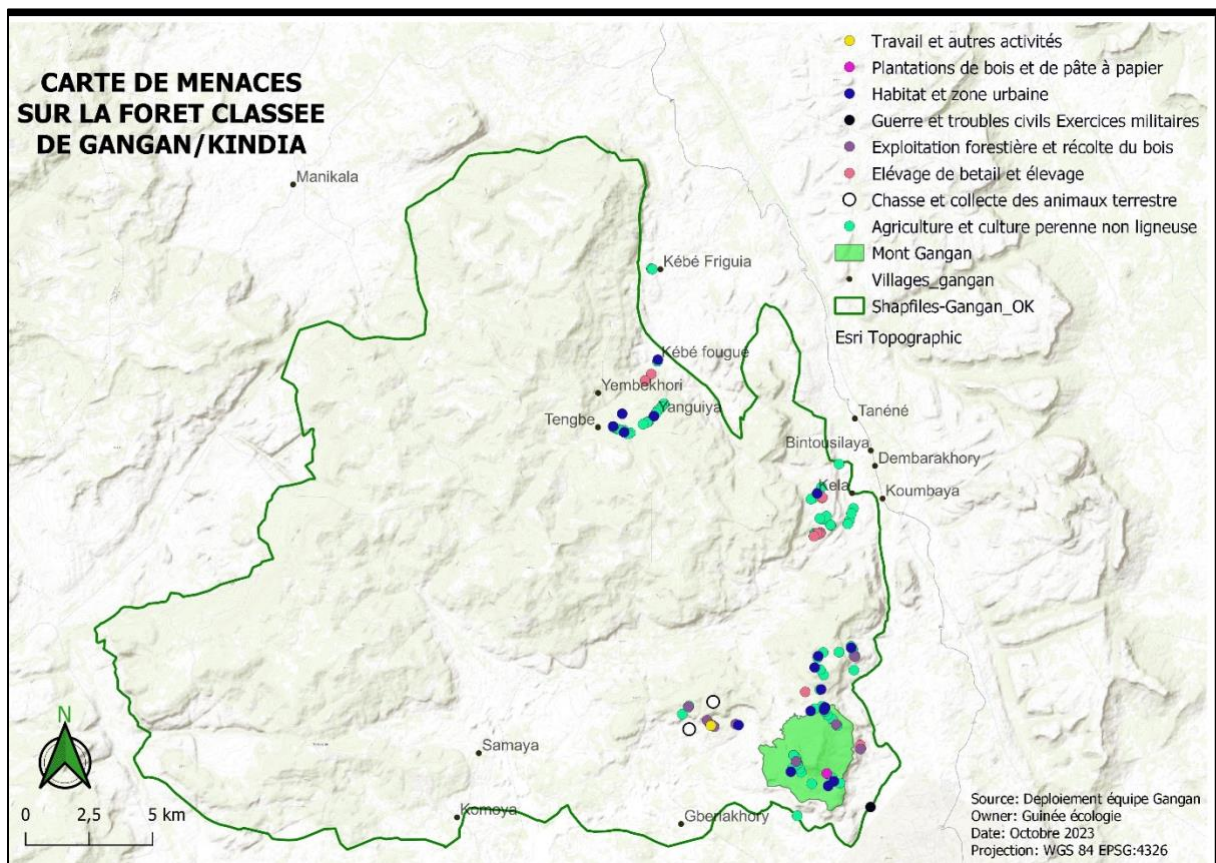 CARTE DE MENACES
SUR LA FORET CLASSEE
DE GANGAN/KINDIA
Travail et autres activités
Plantations de bois et de pâte à papier
Habitat et zone urbaine
Guerre et troubles civils Exercices militaires
Exploitation forestière et récolte du bois
Elévage de betail et élevage
Chasse et collecte des animaux terrestre
Agriculture et culture perenne non ligneuse
Mont Gangan
Villages_gangan
Shapfiles-Gangan_OK
Esri Topographic
Manikala
Kébé Friguia
Kébé fougue
Yembekhori
Yanguiya
Tengbe
Tanéné
Bintousilaya
Dembarakhory
Kela
Koumbaya
Samaya
Komoya
Gberiakhory
N
0 2,5 5 km
Source: Deploiement équipe Gangan
Owner: Guinée écologie
Date: Octobre 2023
Projection: WGS 84 EPSG:4326